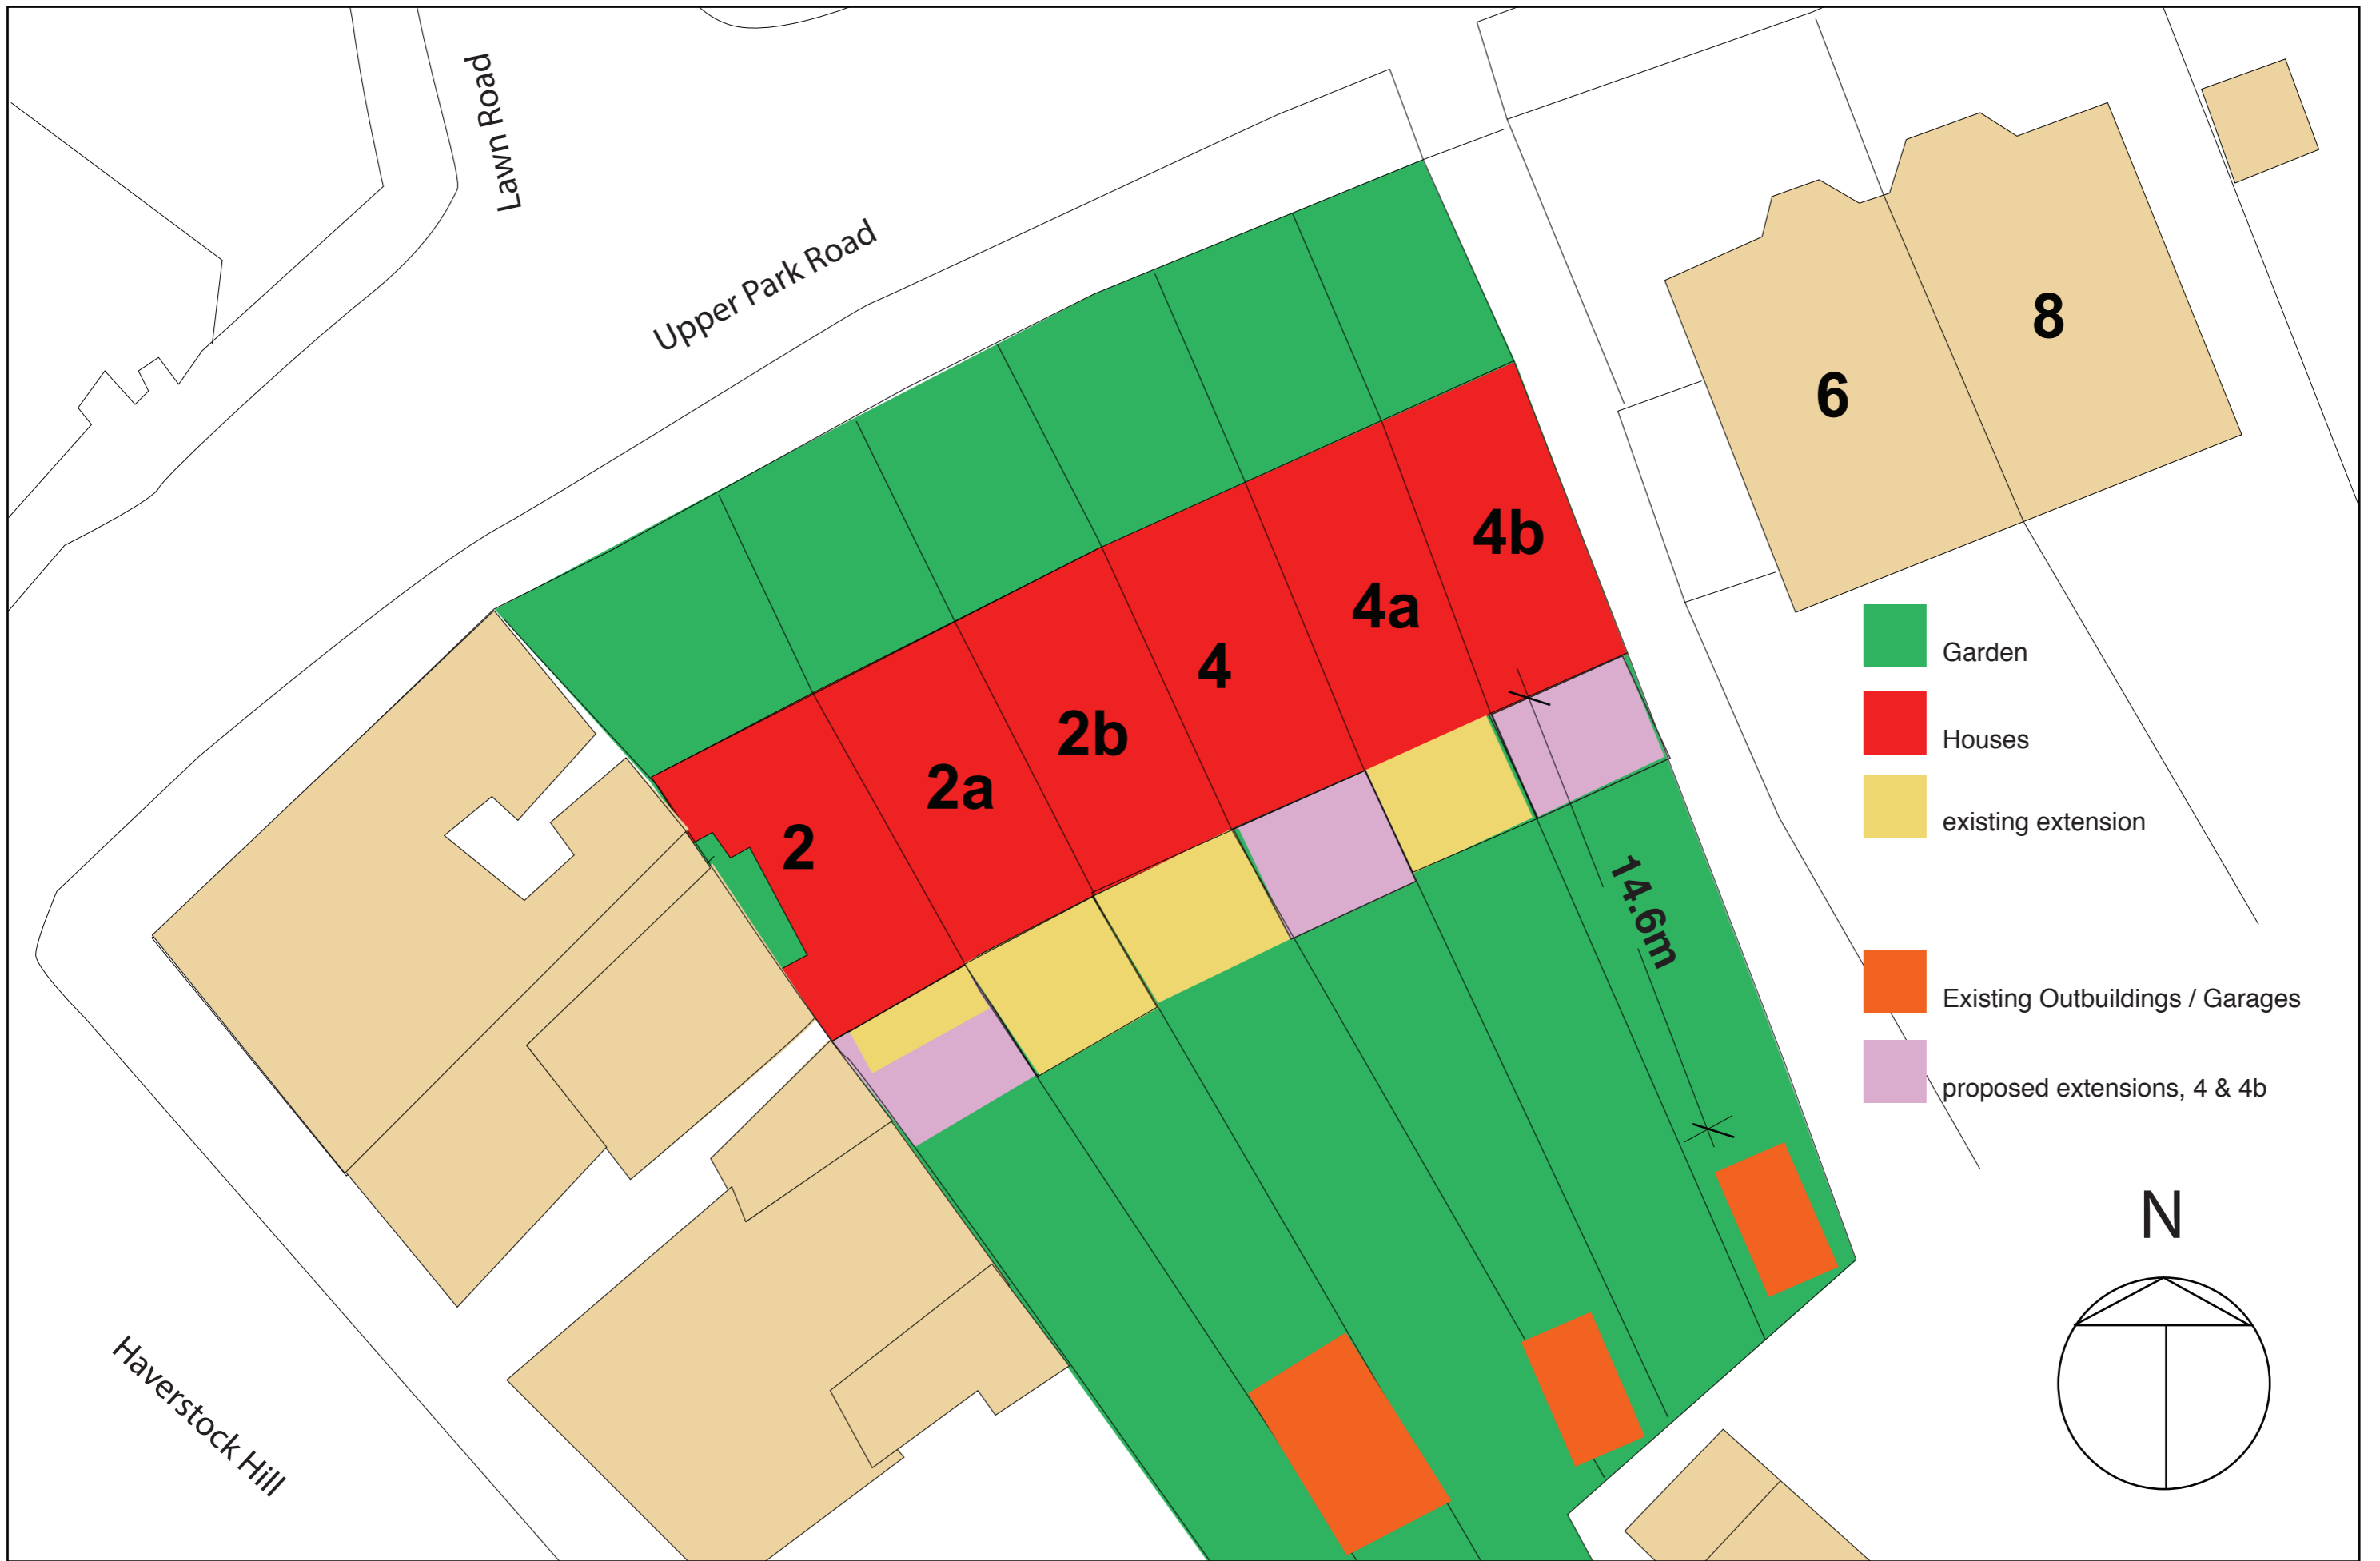 Lawn Road
Upper Park Road
8
6
4b
4a
4
2b
2a
2
14.6m
Garden
Houses
existing extension
Existing Outbuildings / Garages
proposed extensions, 4 & 4b
N
Haverstock Hill